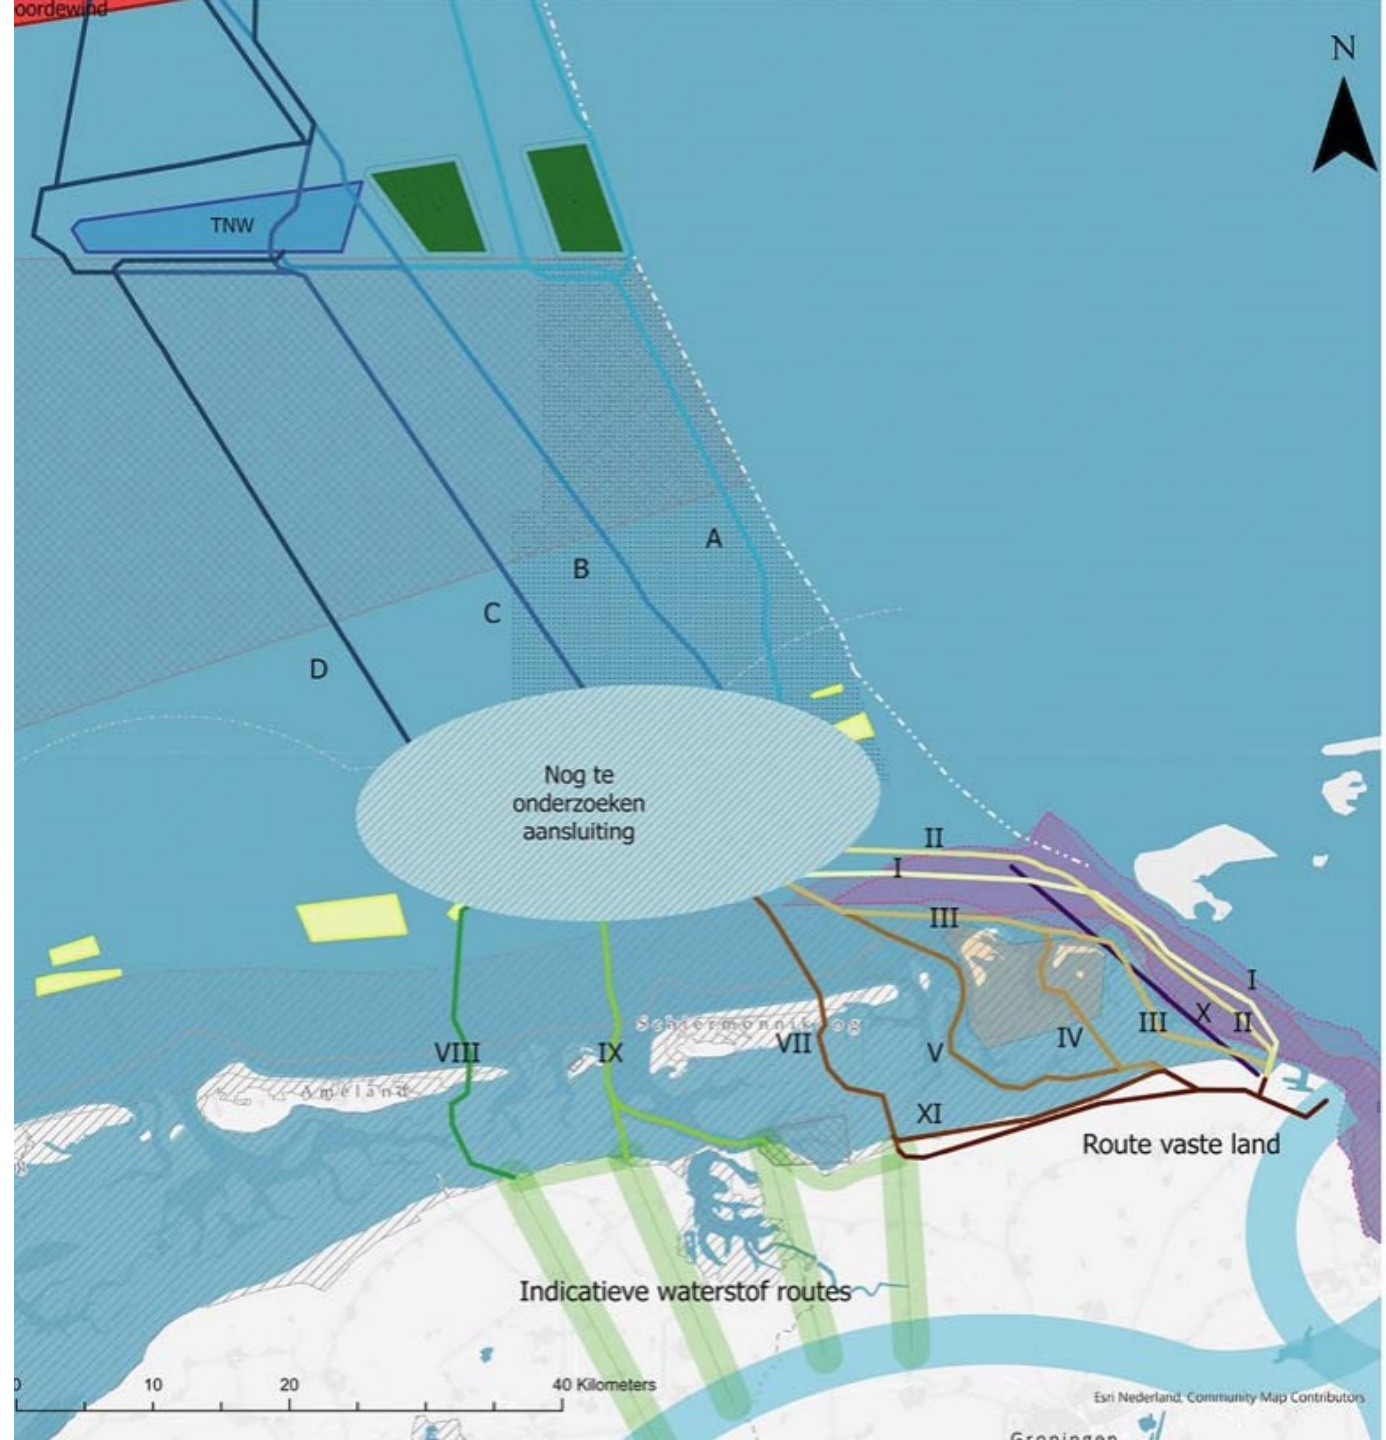 oordewind
N
TNW
A
B
C
D
Nog te
onderzoeken
aansluiting
II
I
III
I
X
II
III
IV
V
VII
VIII
IX
XI
Schiermonnikoog
Ameland
Route vaste land
Indicatieve waterstof routes
0 10 20 40 Kilometers
Esri Nederland, Community Map Contributors
Groningen